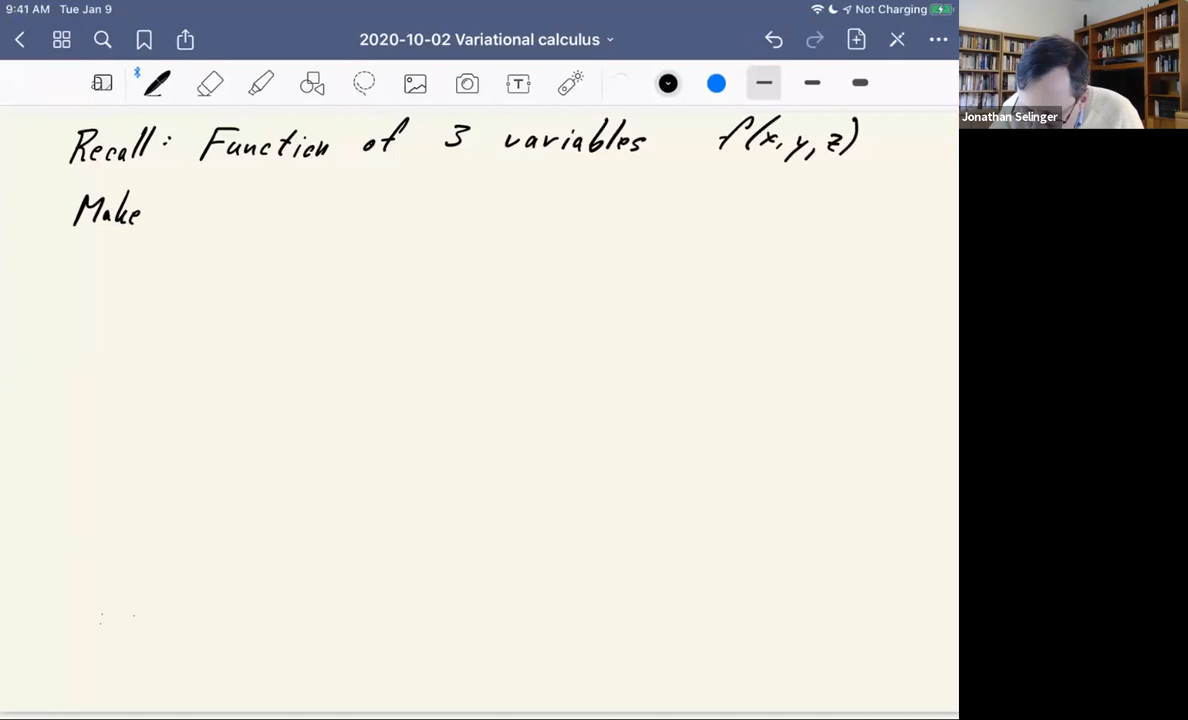 9:41 AM Tue Jan 9
Not Charging
2020-10-02 Variational calculus
T
Jonathan Selinger
Recall: Function of 3 variables f(x, y, z)
Make